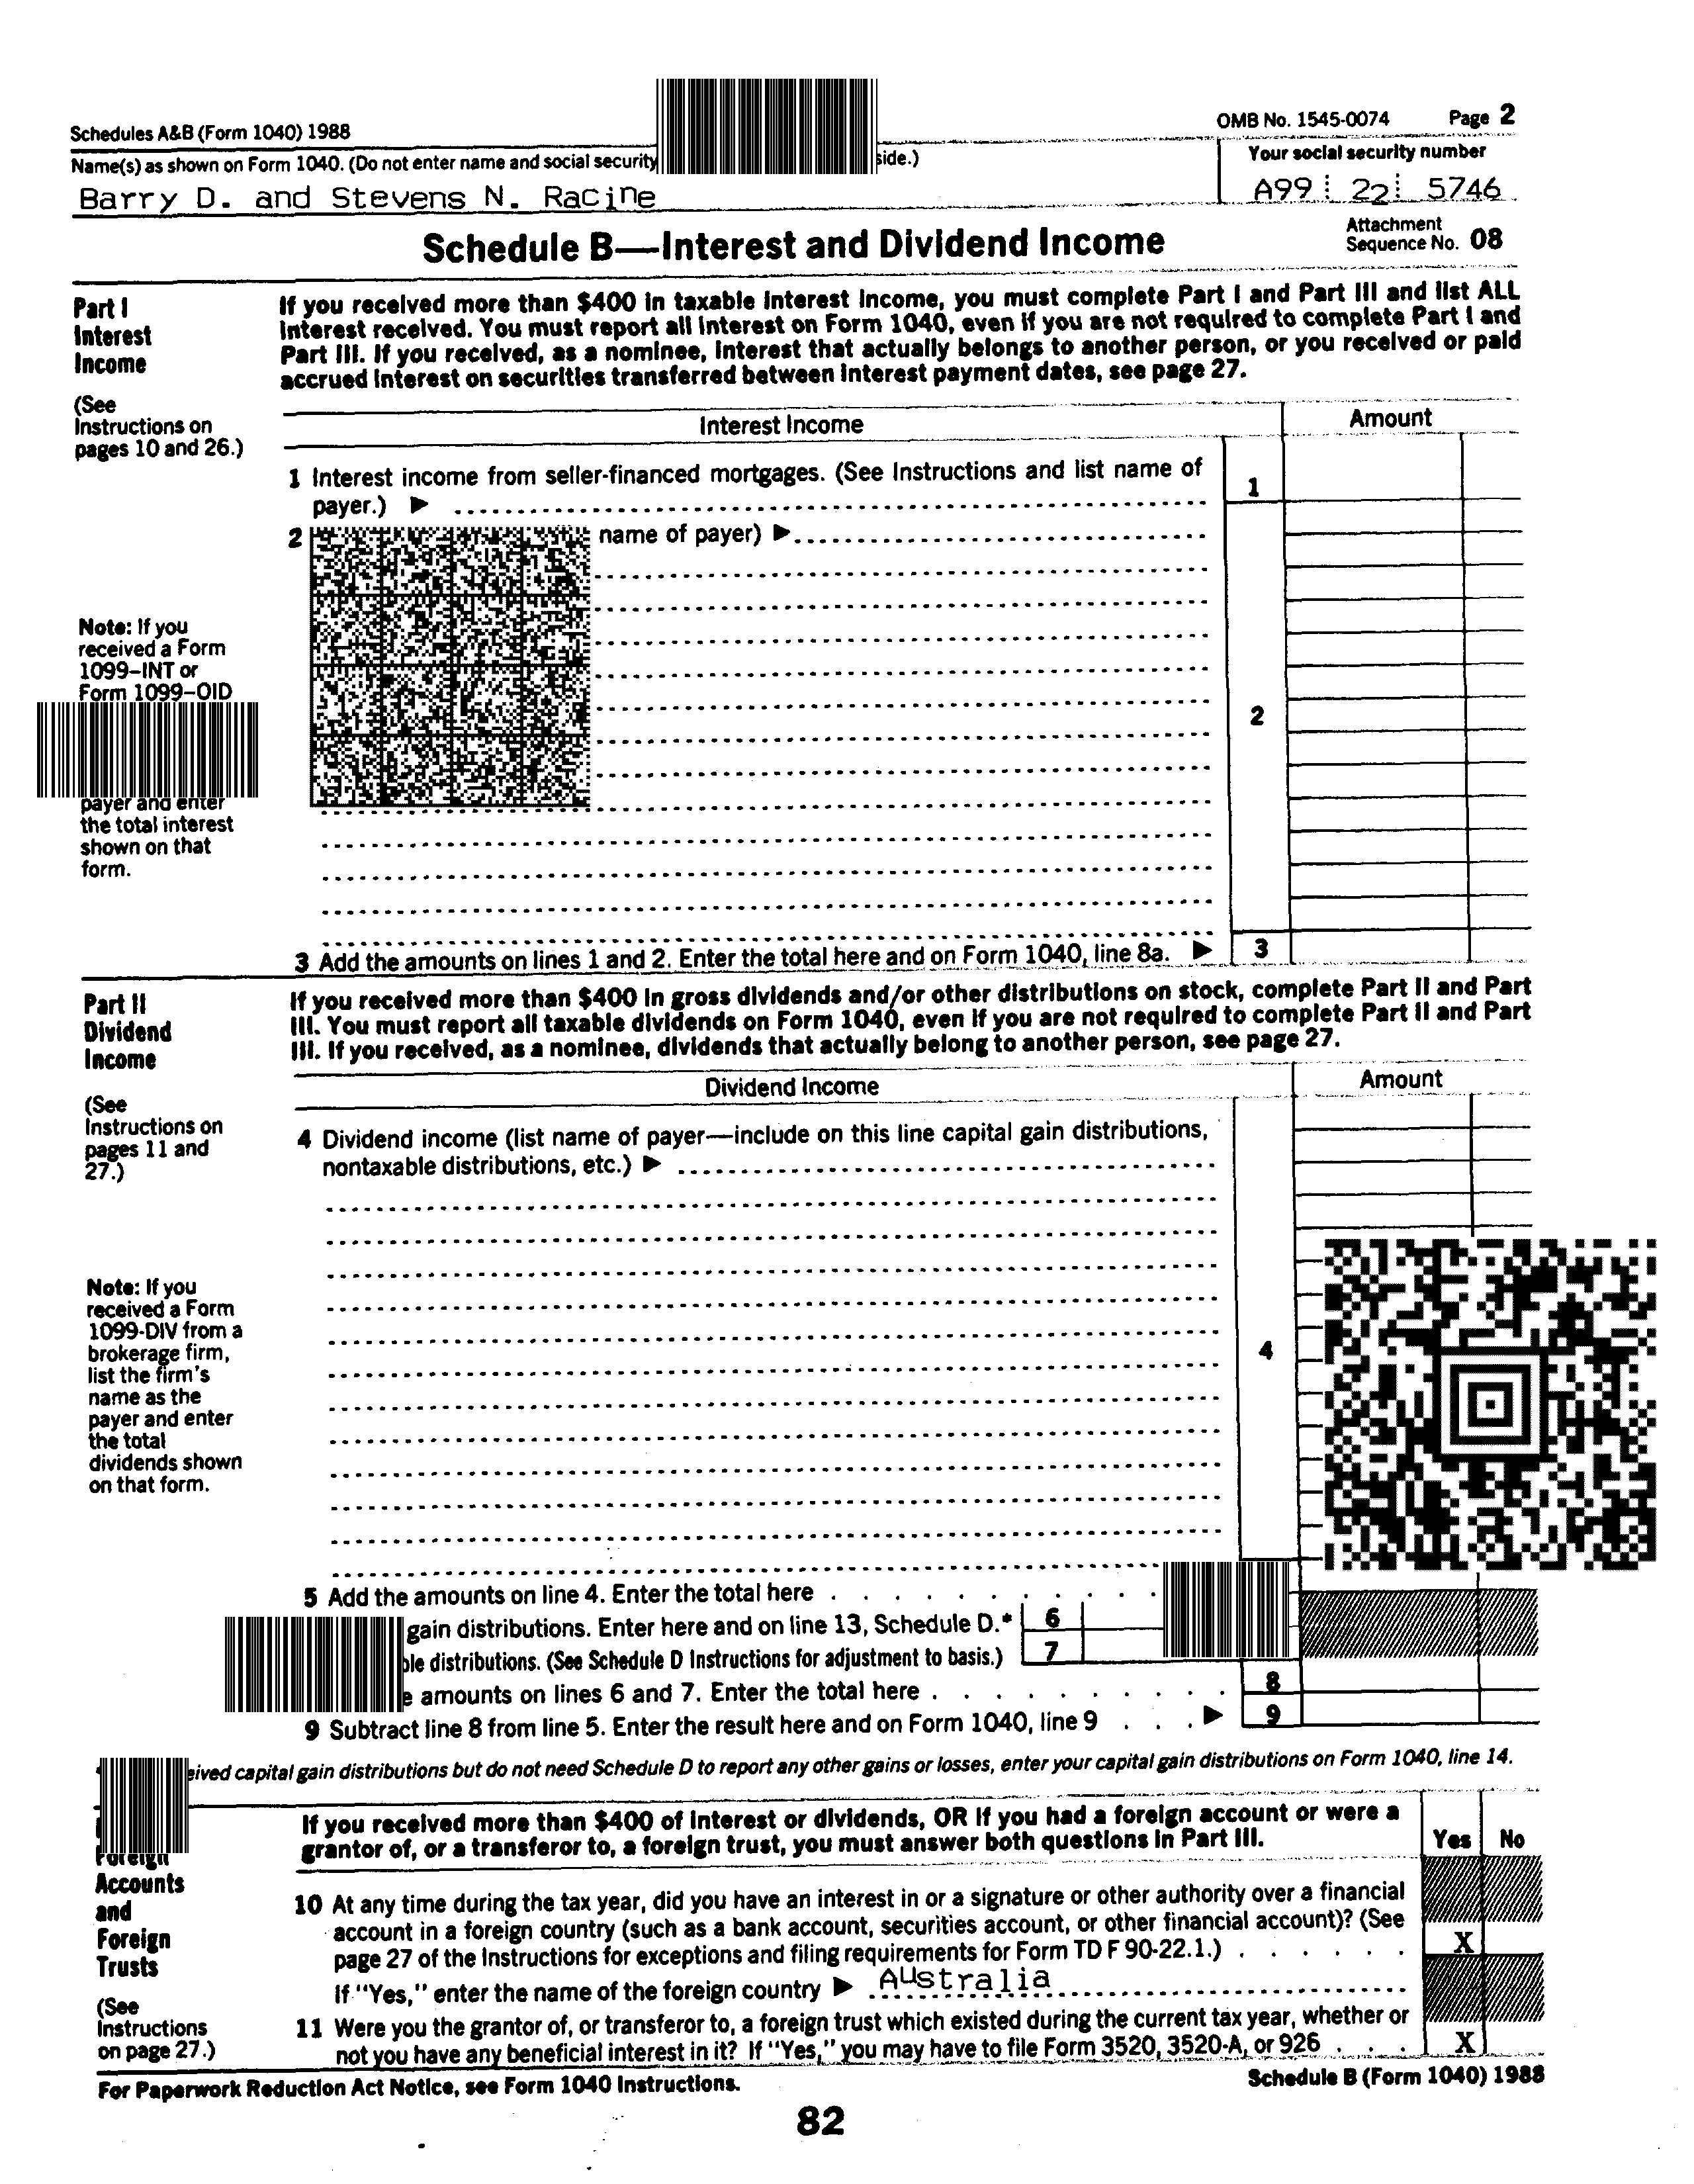 Schedules A&B (Form 1040) 1988
OMB No. 1545-0074 Page 2
Name(s) as shown on Form 1040. (Do not enter name and social security side.)
Your social security number
Barry D. and Stevens N. Racine
A99 22 5746
Schedule B—Interest and Dividend Income
Attachment
Sequence No. 08
Part I
Interest
Income
(See
Instructions on
pages 10 and 26.)
If you received more than $400 in taxable interest income, you must complete Part I and Part III and list ALL
interest received. You must report all interest on Form 1040, even if you are not required to complete Part I and
Part III. If you received, as a nominee, interest that actually belongs to another person, or you received or paid
accrued interest on securities transferred between interest payment dates, see page 27.
Interest Income
Amount
1 Interest income from seller-financed mortgages. (See Instructions and list name of
payer.) ▶
1
2 name of payer) ▶
Note: If you
received a Form
1099–INT or
Form 1099–OID
payer and enter
the total interest
shown on that
form.
2
3 Add the amounts on lines 1 and 2. Enter the total here and on Form 1040, line 8a. ▶ 3
Part II
Dividend
Income
(See
Instructions on
pages 11 and
27.)
If you received more than $400 in gross dividends and/or other distributions on stock, complete Part II and Part
III. You must report all taxable dividends on Form 1040, even if you are not required to complete Part II and Part
III. If you received, as a nominee, dividends that actually belong to another person, see page 27.
Dividend Income
Amount
4 Dividend income (list name of payer—include on this line capital gain distributions,
nontaxable distributions, etc.) ▶
Note: If you
received a Form
1099-DIV from a
brokerage firm,
list the firm's
name as the
payer and enter
the total
dividends shown
on that form.
4
5 Add the amounts on line 4. Enter the total here
gain distributions. Enter here and on line 13, Schedule D.* 6
distributions. (See Schedule D Instructions for adjustment to basis.) 7
amounts on lines 6 and 7. Enter the total here 8
9 Subtract line 8 from line 5. Enter the result here and on Form 1040, line 9 ▶ 9
capital gain distributions but do not need Schedule D to report any other gains or losses, enter your capital gain distributions on Form 1040, line 14.
Foreign
Accounts
and
Foreign
Trusts
(See
Instructions
on page 27.)
If you received more than $400 of interest or dividends, OR if you had a foreign account or were a
grantor of, or a transferor to, a foreign trust, you must answer both questions in Part III.
Yes No
10 At any time during the tax year, did you have an interest in or a signature or other authority over a financial
account in a foreign country (such as a bank account, securities account, or other financial account)? (See
page 27 of the Instructions for exceptions and filing requirements for Form TD F 90-22.1.) X
If "Yes," enter the name of the foreign country ▶ Australia
11 Were you the grantor of, or transferor to, a foreign trust which existed during the current tax year, whether or
not you have any beneficial interest in it? If "Yes," you may have to file Form 3520, 3520-A, or 926 X
For Paperwork Reduction Act Notice, see Form 1040 Instructions.
Schedule B (Form 1040) 1988
82